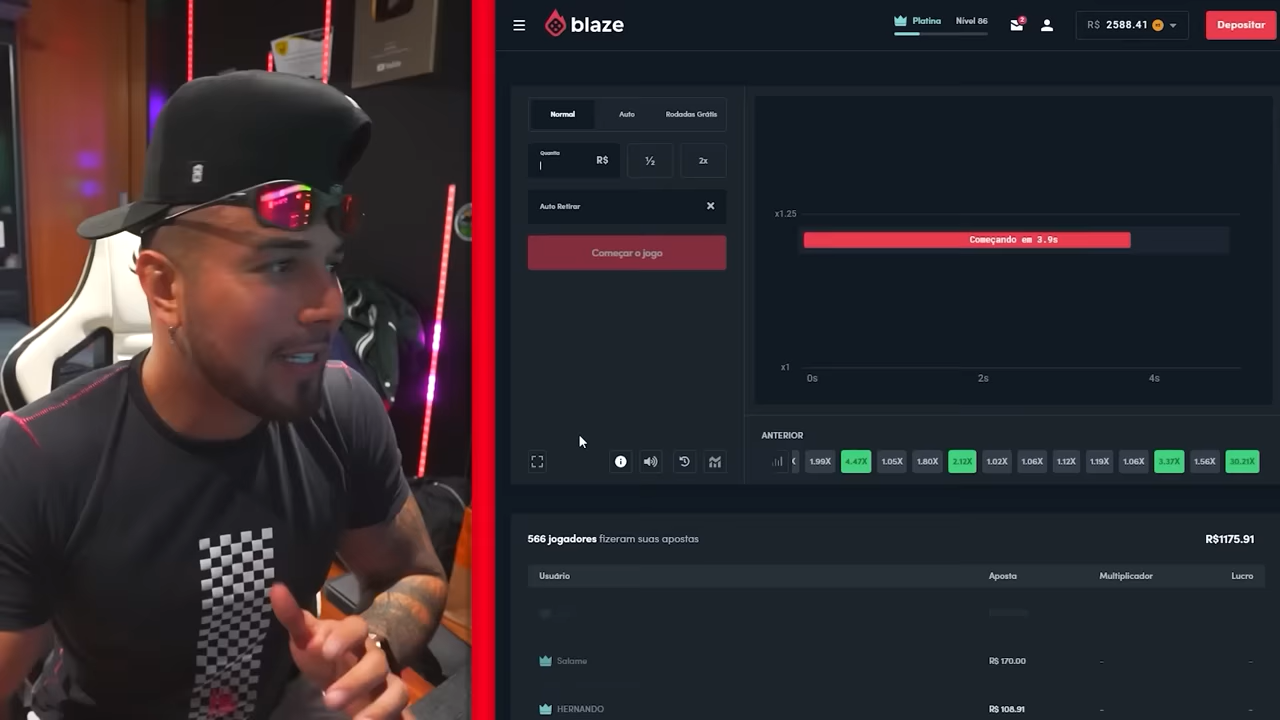 YouTube
blaze
Platina Nível 86
2
R$ 2588.41
Depositar
Normal Auto Rodadas Grátis
Quantia
R$ ½ 2x
Auto Retirar
Começar o jogo
x1.25
Começando em 3.9s
x1
0s 2s 4s
ANTERIOR
1.99X 4.47X 1.05X 1.80X 2.12X 1.02X 1.06X 1.12X 1.19X 1.06X 3.37X 1.56X 30.21X
566 jogadores fizeram suas apostas R$1175.91
Usuário Aposta Multiplicador Lucro
Salame R$ 170.00 - -
HERNANDO R$ 108.91 - -